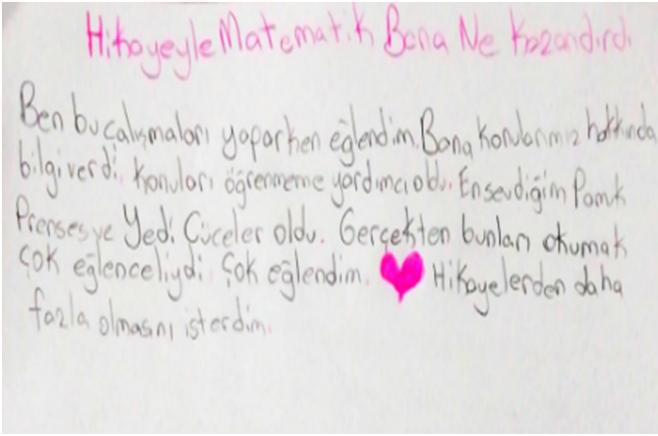 Hikayeyle Matematik Bana Ne Kazandırdı
Ben bu çalışmaları yaparken eğlendim. Bana konularımız hakkında
bilgi verdi. Konuları öğrenmeme yardımcı oldu. En sevdiğim Pamuk
Prenses ve Yedi Cüceler oldu. Gerçekten bunları okumak
çok eğlenceliydi. Çok eğlendim. Hikayelerden daha
fazla olmasını isterdim.